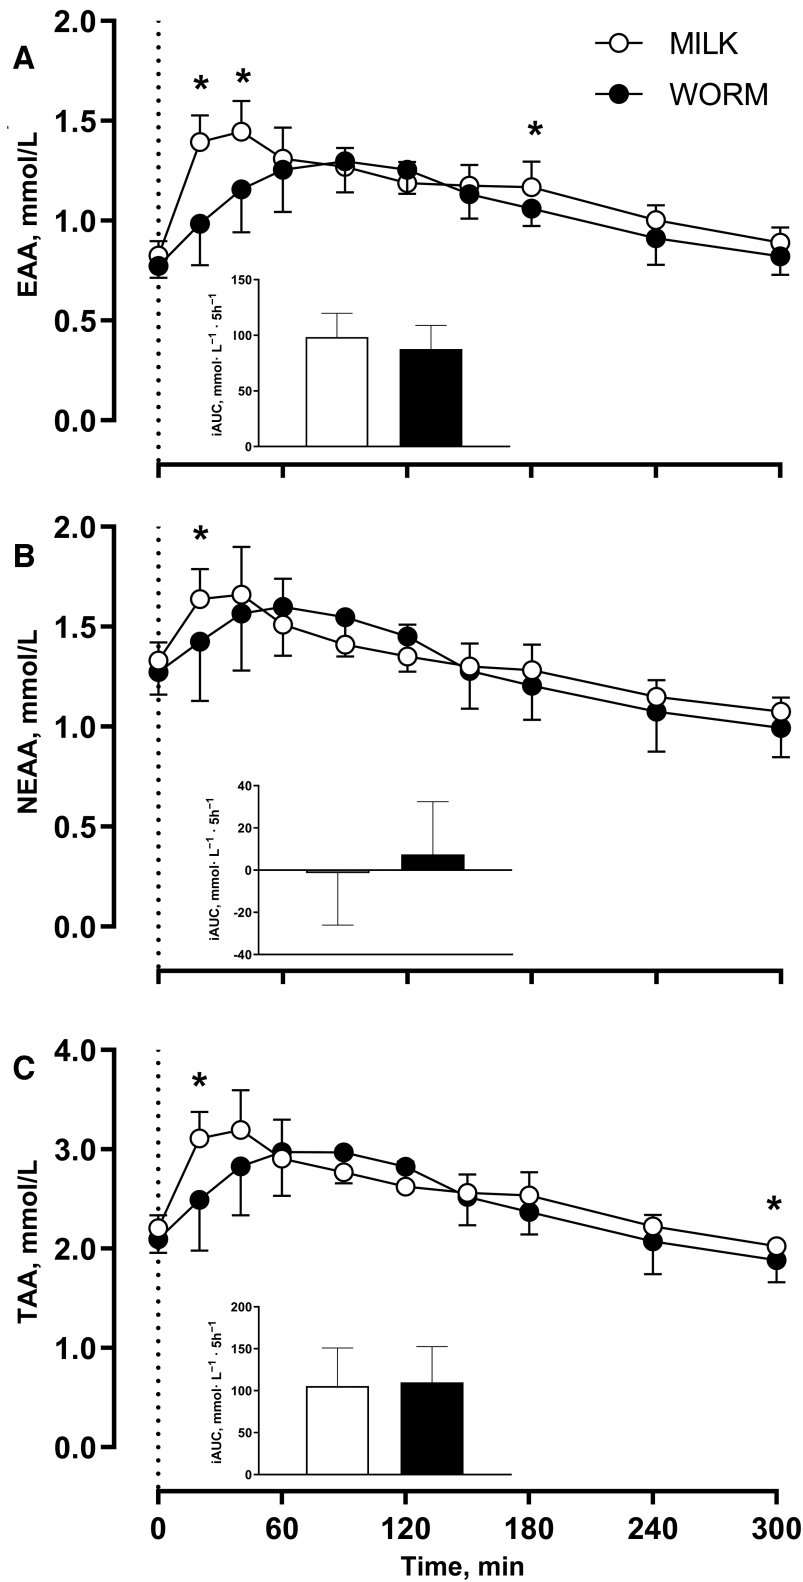 A
2.0
1.5
1.0
0.5
0.0
EAA, mmol/L
* * *
MILK
WORM
150
100
50
0
iAUC, mmol· L⁻¹ · 5h⁻¹
B
2.0
1.5
1.0
0.5
0.0
NEAA, mmol/L
*
40
20
0
-20
-40
iAUC, mmol· L⁻¹ · 5h⁻¹
C
4.0
3.0
2.0
1.0
0.0
TAA, mmol/L
* *
200
150
100
50
0
iAUC, mmol· L⁻¹ · 5h⁻¹
0 60 120 180 240 300
Time, min